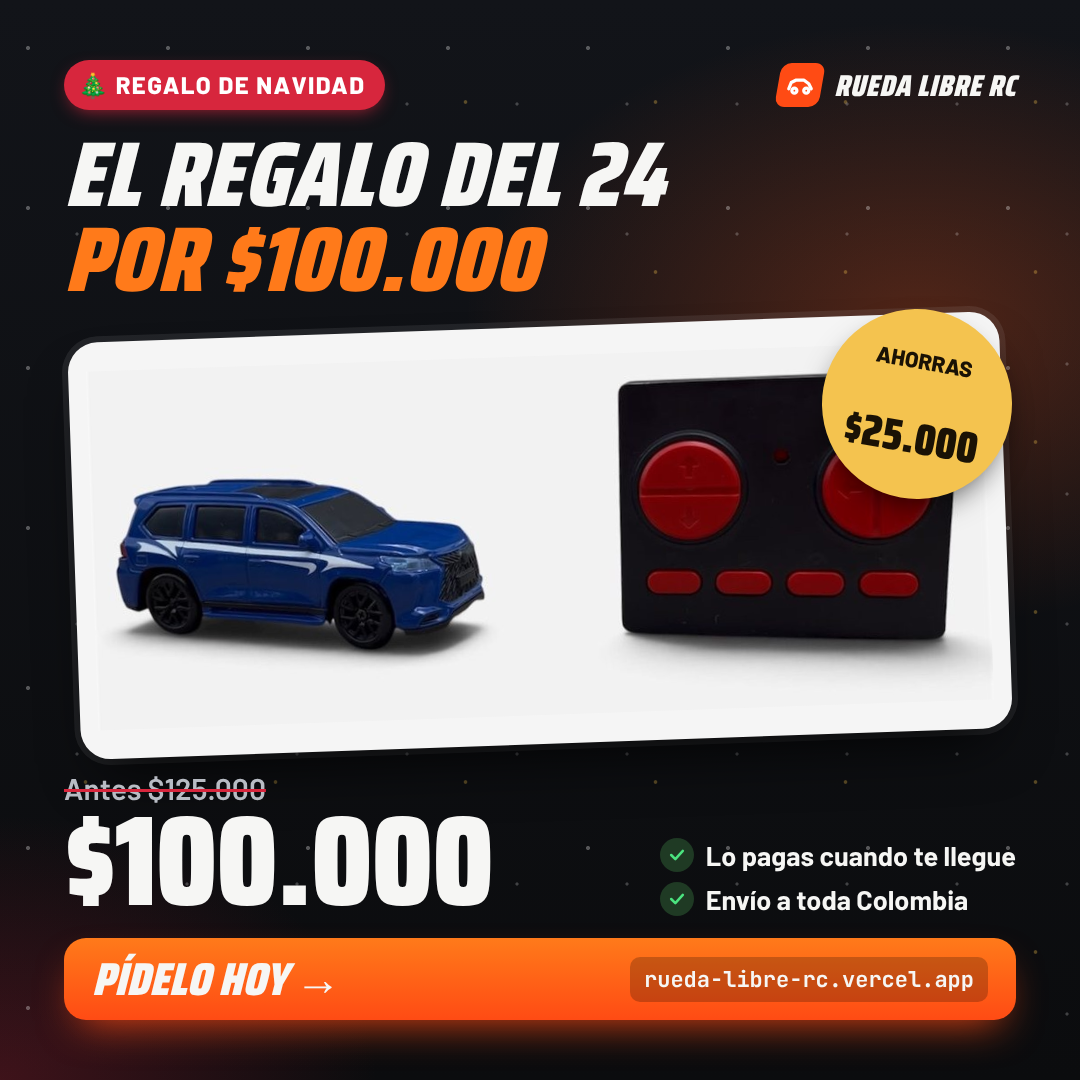 🎄 REGALO DE NAVIDAD
RUEDA LIBRE RC
EL REGALO DEL 24
POR $100.000
AHORRAS
$25.000
Antes $125.000
$100.000
Lo pagas cuando te llegue
Envío a toda Colombia
PÍDELO HOY →
rueda-libre-rc.vercel.app